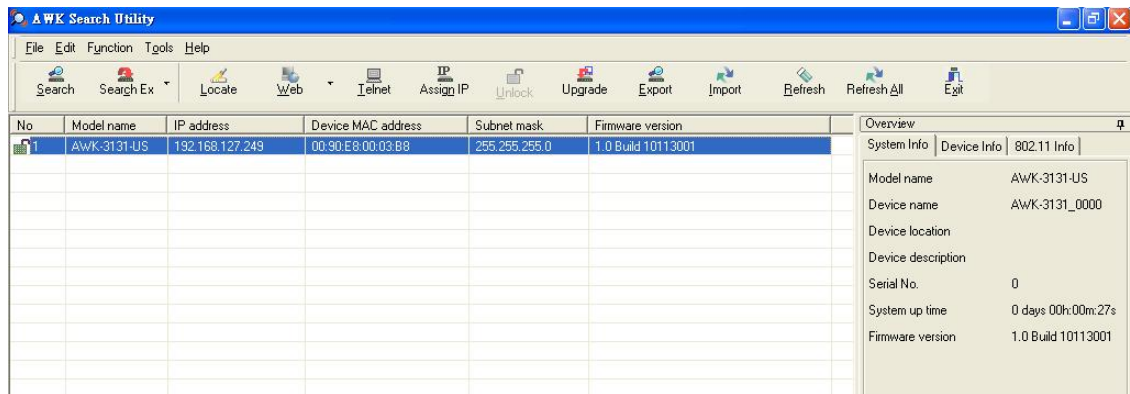 AWK Search Utility
File Edit Function Tools Help
Search Search Ex Locate Web Telnet Assign IP Unlock Upgrade Export Import Refresh Refresh All Exit
No Model name IP address Device MAC address Subnet mask Firmware version
1 AWK-3131-US 192.168.127.249 00:90:E8:00:03:B8 255.255.255.0 1.0 Build 10113001
Overview
System Info Device Info 802.11 Info
Model name AWK-3131-US
Device name AWK-3131_0000
Device location
Device description
Serial No. 0
System up time 0 days 00h:00m:27s
Firmware version 1.0 Build 10113001